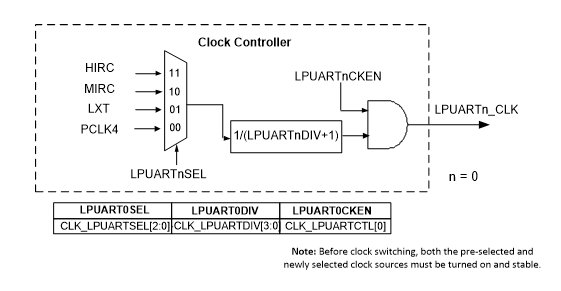 Clock Controller
HIRC
MIRC
LXT
PCLK4
11
10
01
00
LPUARTnSEL
1/(LPUARTnDIV+1)
LPUARTnCKEN
LPUARTn_CLK
n = 0
LPUART0SEL LPUART0DIV LPUART0CKEN
CLK_LPUARTSEL[2:0] CLK_LPUARTDIV[3:0 CLK_LPUARTCTL[0]
Note: Before clock switching, both the pre-selected and
newly selected clock sources must be turned on and stable.